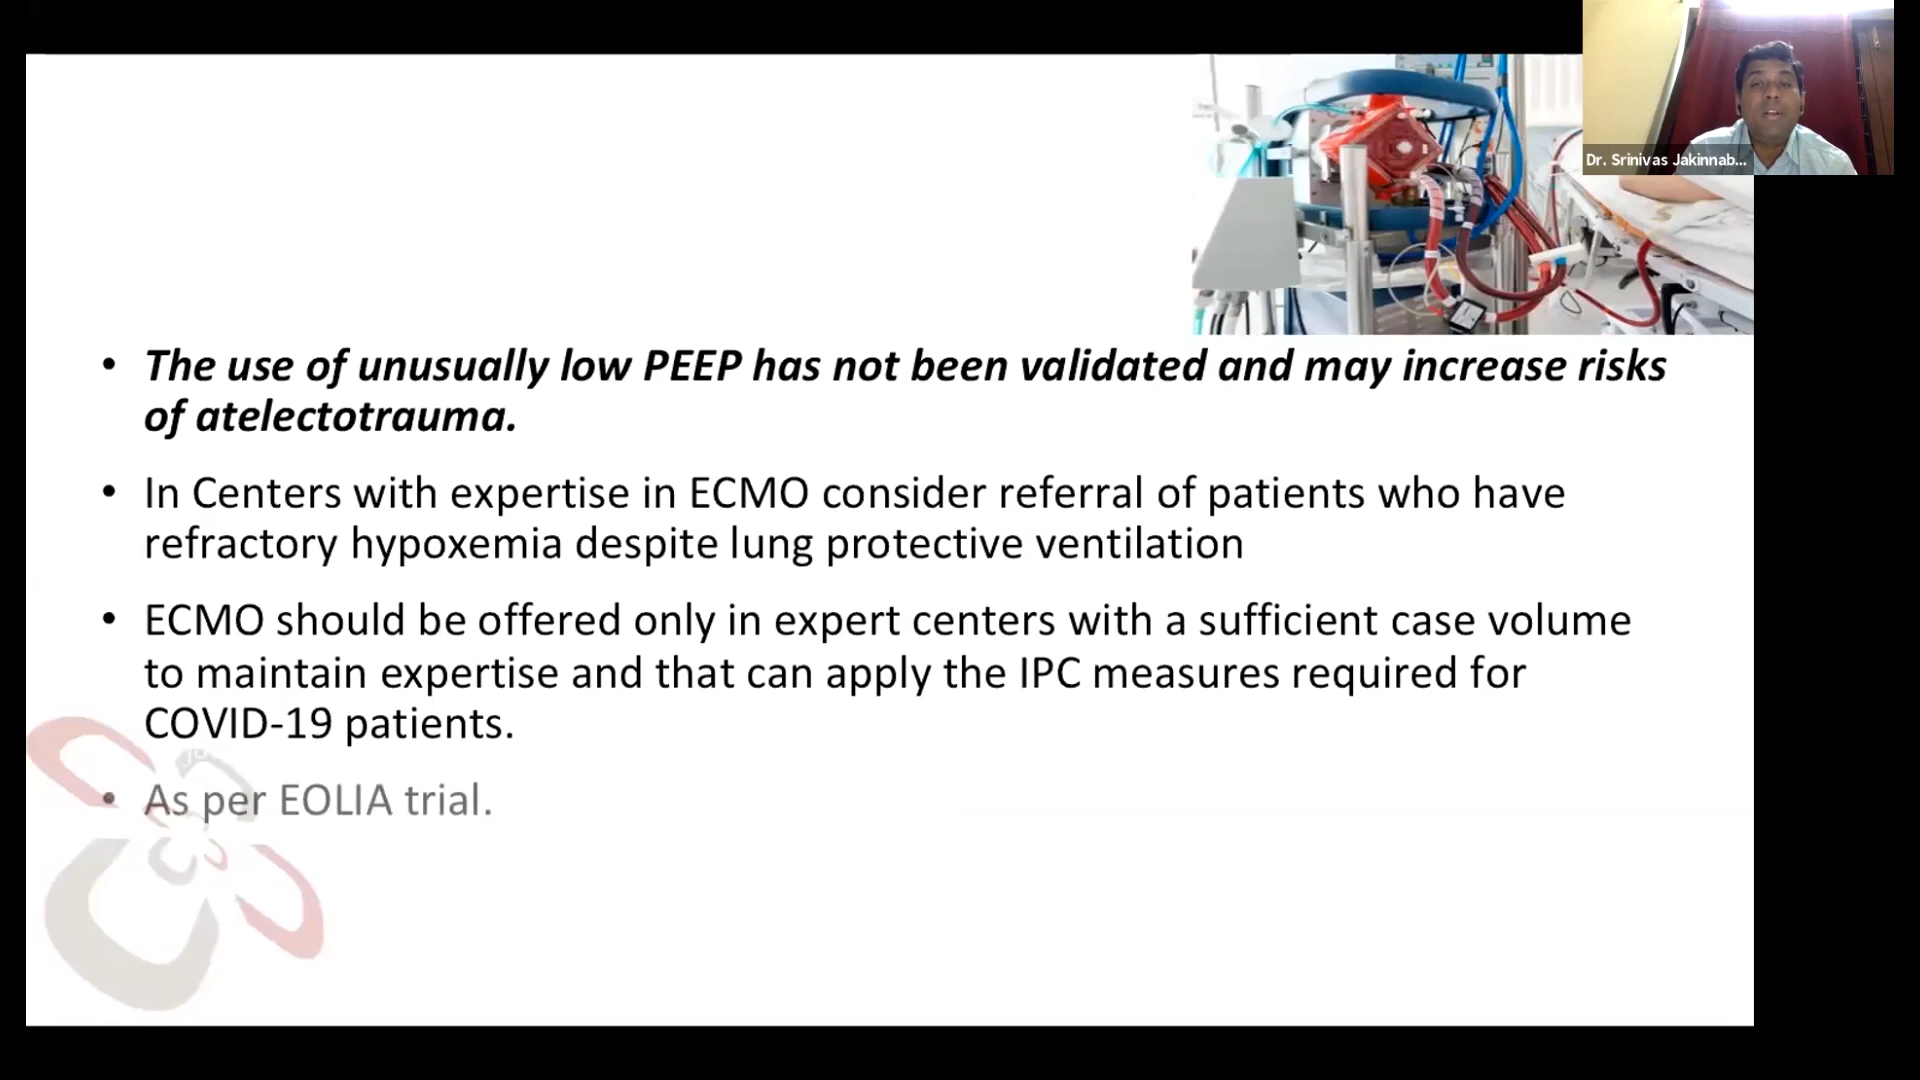 Dr. Srinivas Jakinnab...
• The use of unusually low PEEP has not been validated and may increase risks
of atelectotrauma.
• In Centers with expertise in ECMO consider referral of patients who have
refractory hypoxemia despite lung protective ventilation
• ECMO should be offered only in expert centers with a sufficient case volume
to maintain expertise and that can apply the IPC measures required for
COVID-19 patients.
• As per EOLIA trial.